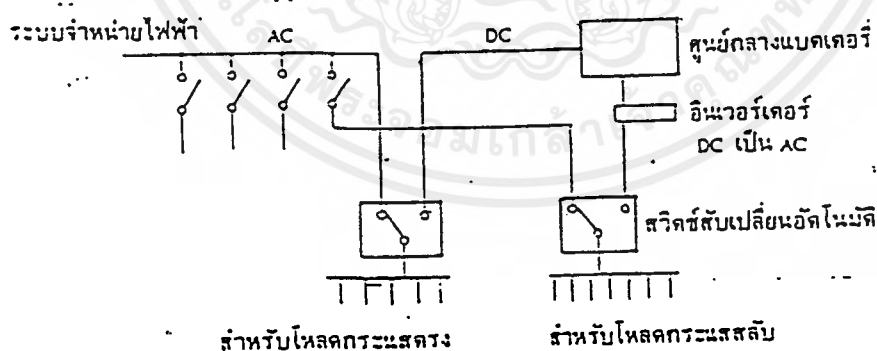 ระบบจำหน่ายไฟฟ้า
AC
DC
ศูนย์กลางแบตเตอรี่
อินเวอร์เตอร์
DC เป็น AC
สวิตช์สับเปลี่ยนอัตโนมัติ
สำหรับโหลดกระแสตรง
สำหรับโหลดกระแสสลับ